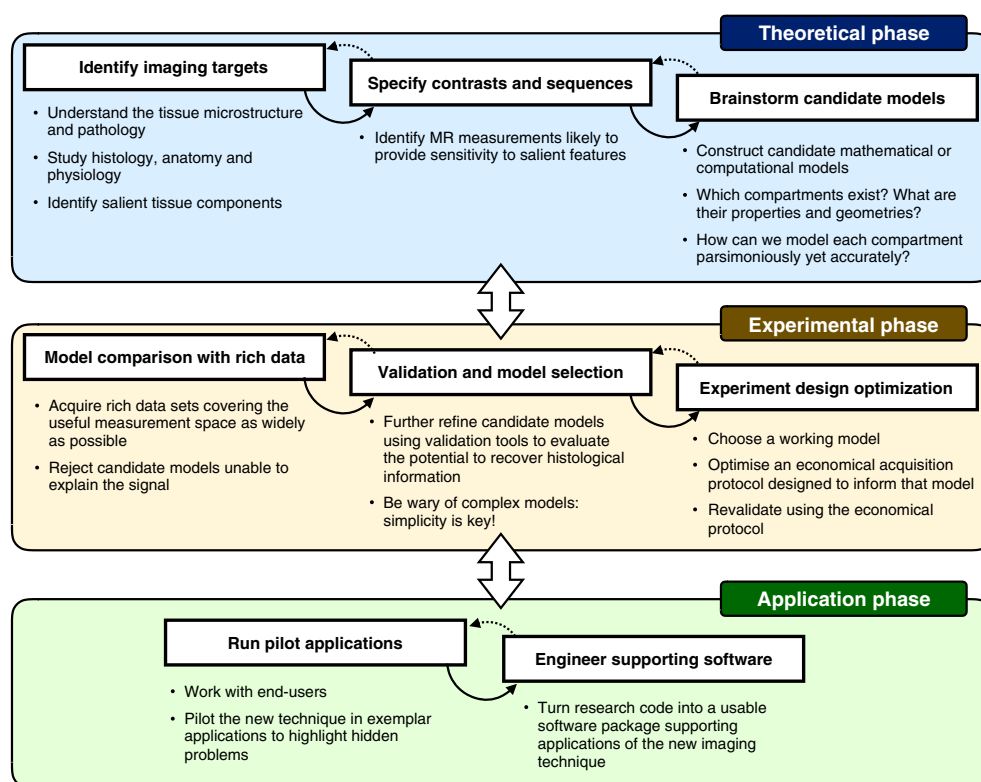 Theoretical phase
Identify imaging targets
• Understand the tissue microstructure
and pathology
• Study histology, anatomy and
physiology
• Identify salient tissue components
Specify contrasts and sequences
• Identify MR measurements likely to
provide sensitivity to salient features
Brainstorm candidate models
• Construct candidate mathematical or
computational models
• Which compartments exist? What are
their properties and geometries?
• How can we model each compartment
parsimoniously yet accurately?
Experimental phase
Model comparison with rich data
• Acquire rich data sets covering the
useful measurement space as widely
as possible
• Reject candidate models unable to
explain the signal
Validation and model selection
• Further refine candidate models
using validation tools to evaluate
the potential to recover histological
information
• Be wary of complex models:
simplicity is key!
Experiment design optimization
• Choose a working model
• Optimise an economical acquisition
protocol designed to inform that model
• Revalidate using the economical
protocol
Application phase
Run pilot applications
• Work with end-users
• Pilot the new technique in exemplar
applications to highlight hidden
problems
Engineer supporting software
• Turn research code into a usable
software package supporting
applications of the new imaging
technique